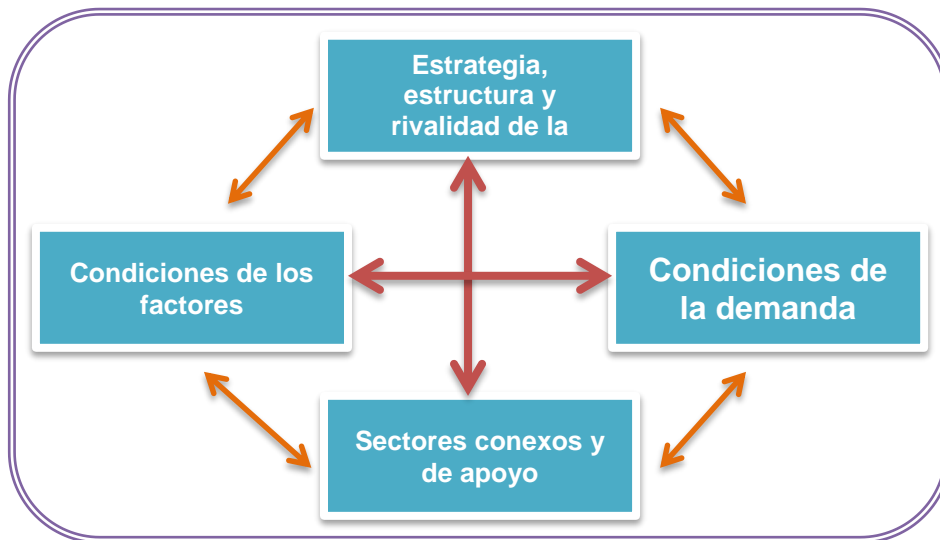 Estrategia,
estructura y
rivalidad de la
Condiciones de los
factores
Condiciones de
la demanda
Sectores conexos y
de apoyo